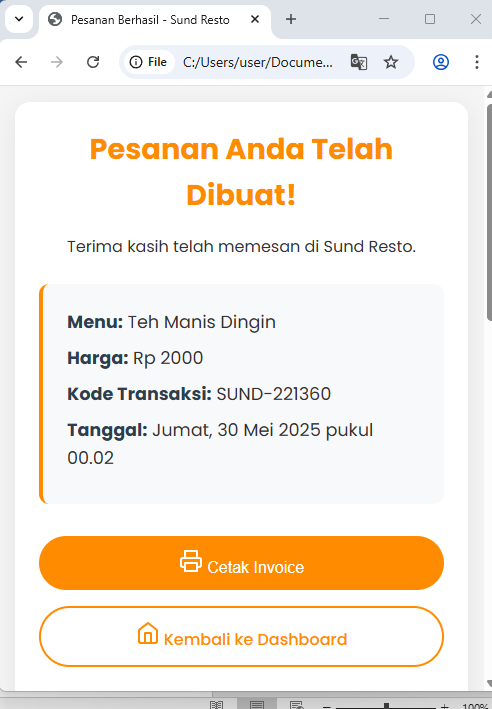 Pesanan Berhasil - Sund Resto
File C:/Users/user/Docume...
Pesanan Anda Telah
Dibuat!
Terima kasih telah memesan di Sund Resto.
Menu: Teh Manis Dingin
Harga: Rp 2000
Kode Transaksi: SUND-221360
Tanggal: Jumat, 30 Mei 2025 pukul
00.02
Cetak Invoice
Kembali ke Dashboard
100%